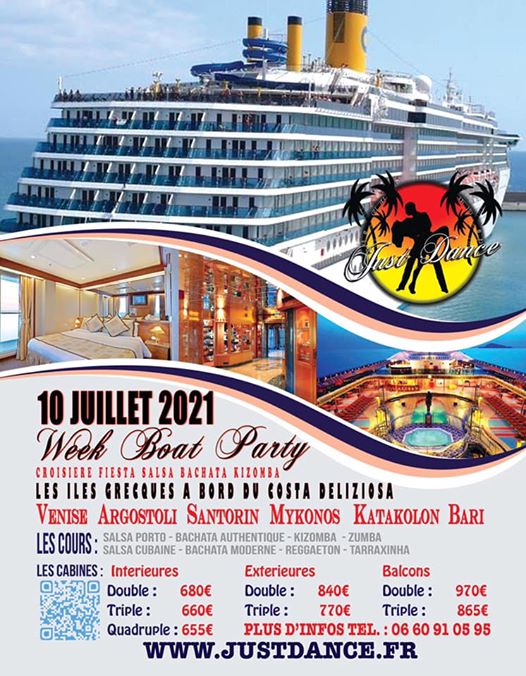 Just Dance
10 JUILLET 2021
Week Boat Party
CROISIERE FIESTA SALSA BACHATA KIZOMBA
LES ILES GRECQUES A BORD DU COSTA DELIZIOSA
VENISE ARGOSTOLI SANTORIN MYKONOS KATAKOLON BARI
LES COURS : SALSA PORTO - BACHATA AUTHENTIQUE - KIZOMBA - ZUMBA
SALSA CUBAINE - BACHATA MODERNE - REGGAETON - TARRAXINHA
LES CABINES : Interieures Exterieures Balcons
Double : 680€ Double : 840€ Double : 970€
Triple : 660€ Triple : 770€ Triple : 865€
Quadruple : 655€ PLUS D'INFOS TEL. : 06 60 91 05 95
WWW.JUSTDANCE.FR